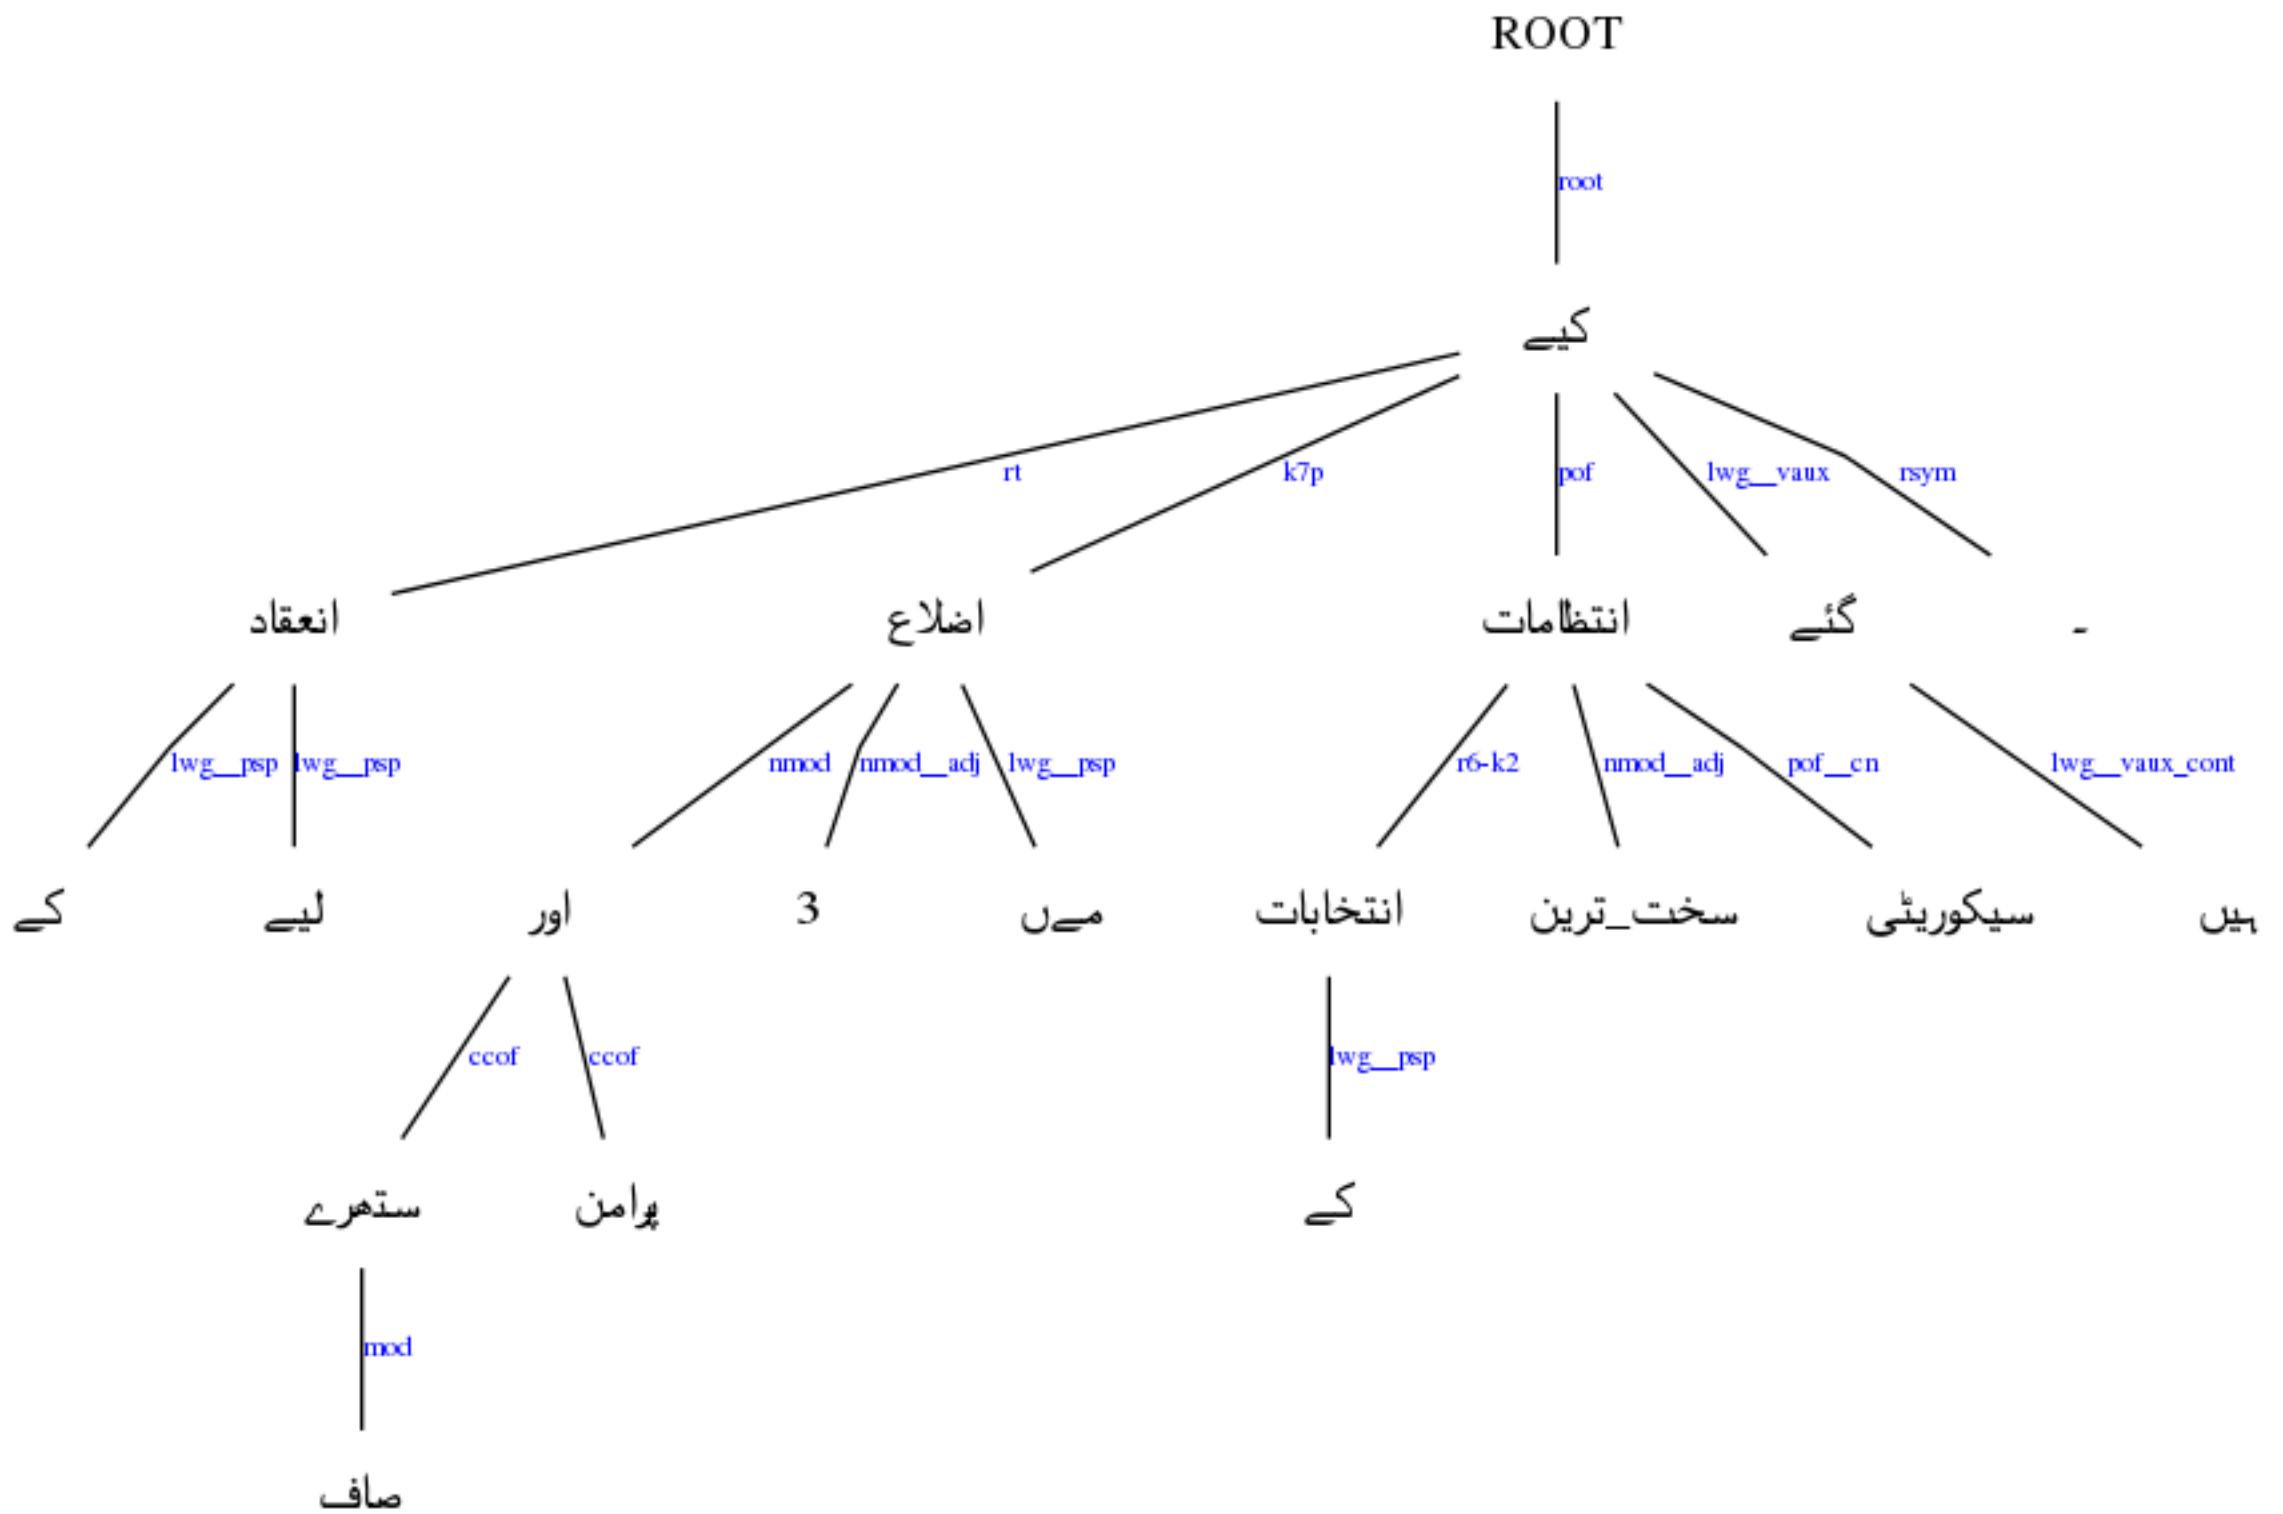 ROOT
root
کیے
rt k7p pof lwg__vaux rsym
انعقاد اضلاع انتظامات گئے ۔
lwg__psp lwg__psp nmod nmod__adj lwg__psp r6-k2 nmod__adj pof__cn lwg__vaux_cont
کے لیے اور 3 مےں انتخابات سخت_ترین سیکوریٹی ہیں
ccof ccof lwg__psp
ستھرے پرامن کے
mod
صاف